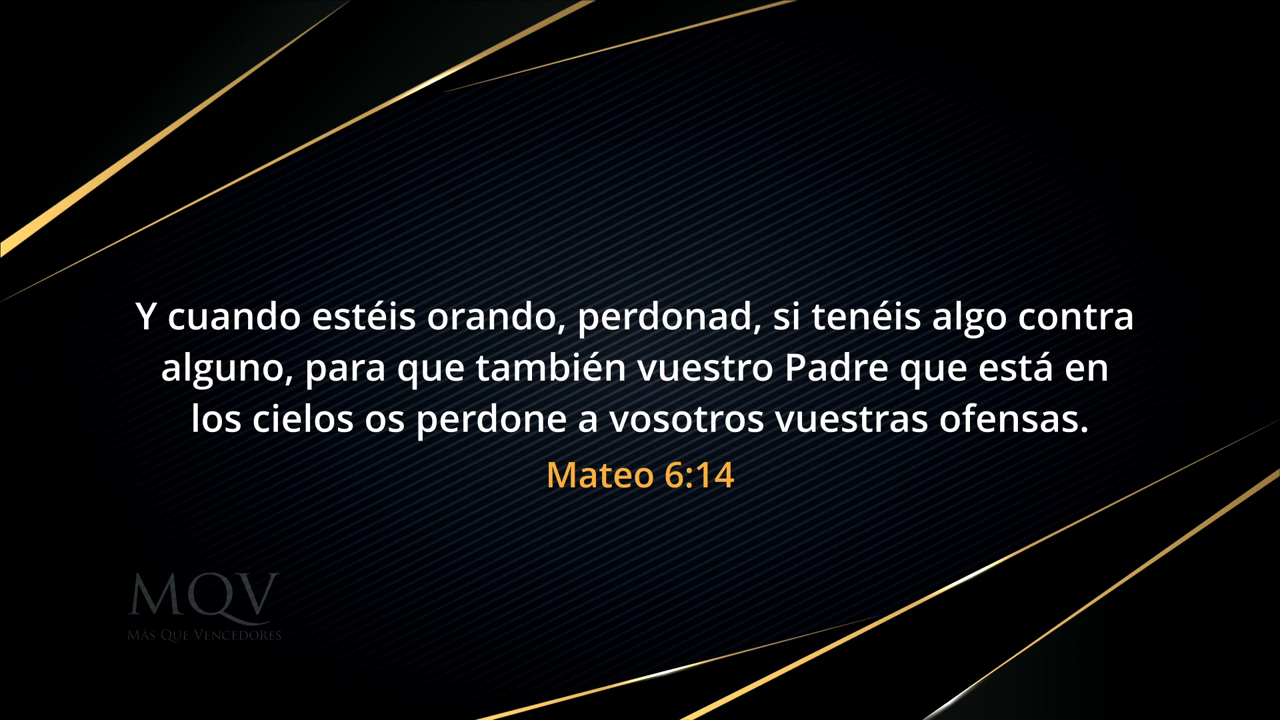 Y cuando estéis orando, perdonad, si tenéis algo contra
alguno, para que también vuestro Padre que está en
los cielos os perdone a vosotros vuestras ofensas.
Mateo 6:14
MQV
Más Que Vencedores